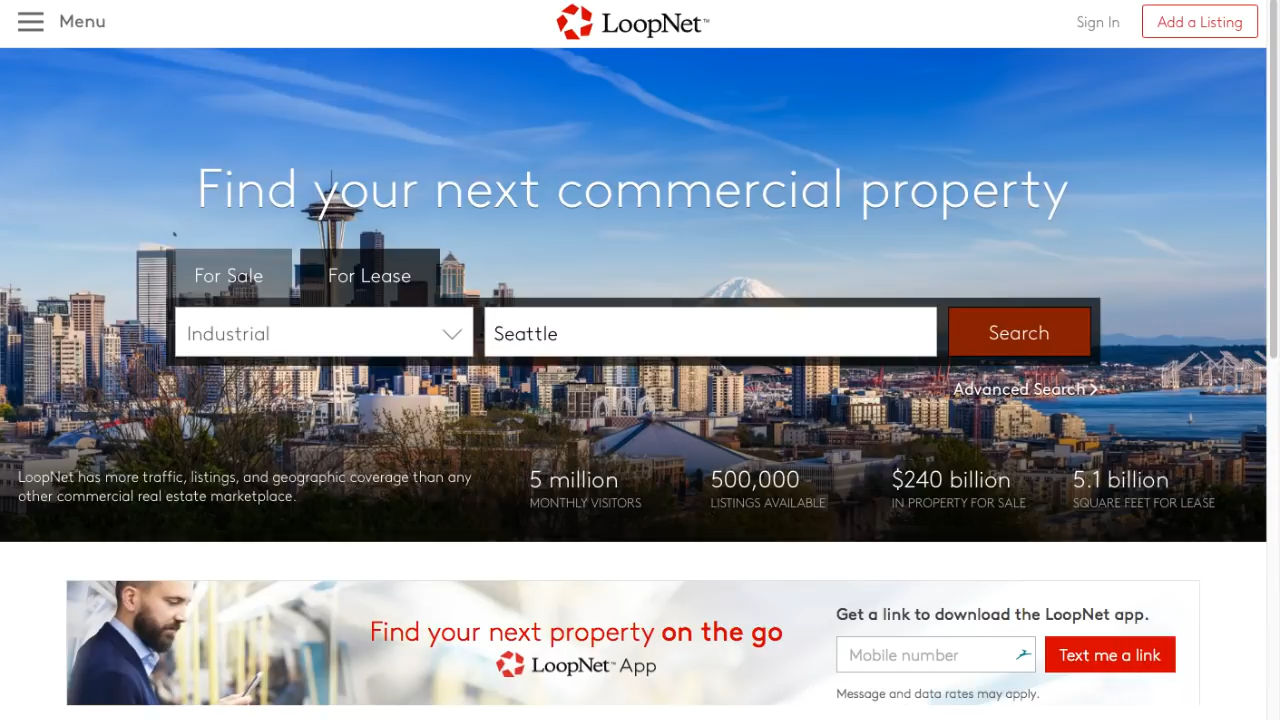 Menu
LoopNet™
Sign In
Add a Listing
Find your next commercial property
For Sale
For Lease
Industrial
Seattle
Search
Advanced Search
LoopNet has more traffic, listings, and geographic coverage than any
other commercial real estate marketplace.
5 million
MONTHLY VISITORS
500,000
LISTINGS AVAILABLE
$240 billion
IN PROPERTY FOR SALE
5.1 billion
SQUARE FEET FOR LEASE
Find your next property on the go
LoopNet™ App
Get a link to download the LoopNet app.
Mobile number
Text me a link
Message and data rates may apply.